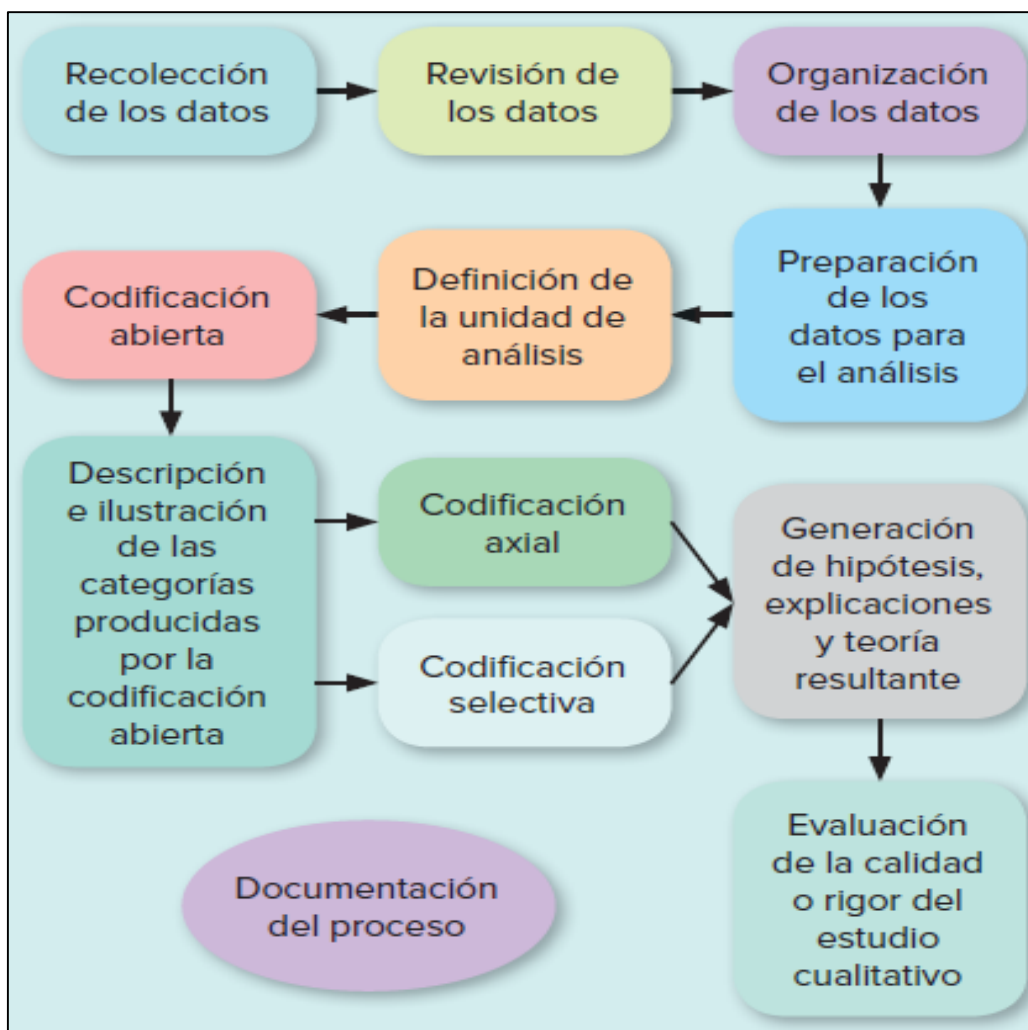 Recolección
de los datos
Revisión de
los datos
Organización
de los datos
Preparación
de los
datos para
el análisis
Definición de
la unidad de
análisis
Codificación
abierta
Descripción
e ilustración
de las
categorías
producidas
por la
codificación
abierta
Codificación
axial
Codificación
selectiva
Generación
de hipótesis,
explicaciones
y teoría
resultante
Evaluación
de la calidad
o rigor del
estudio
cualitativo
Documentación
del proceso